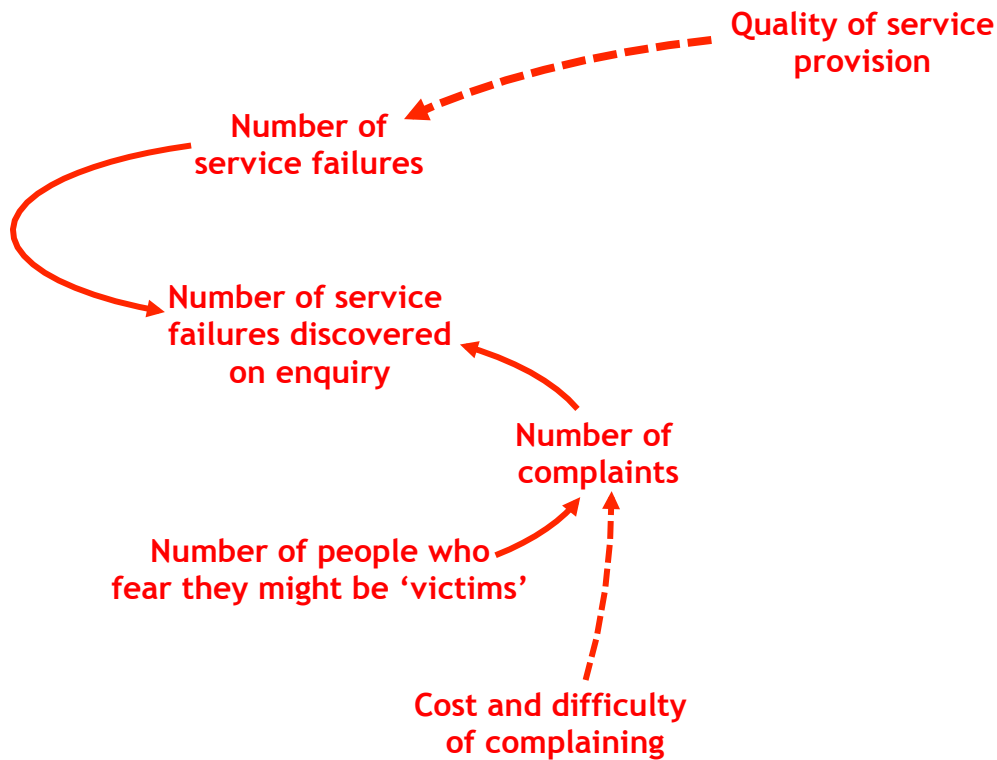 Quality of service
provision
Number of
service failures
Number of service
failures discovered
on enquiry
Number of
complaints
Number of people who
fear they might be ‘victims’
Cost and difficulty
of complaining